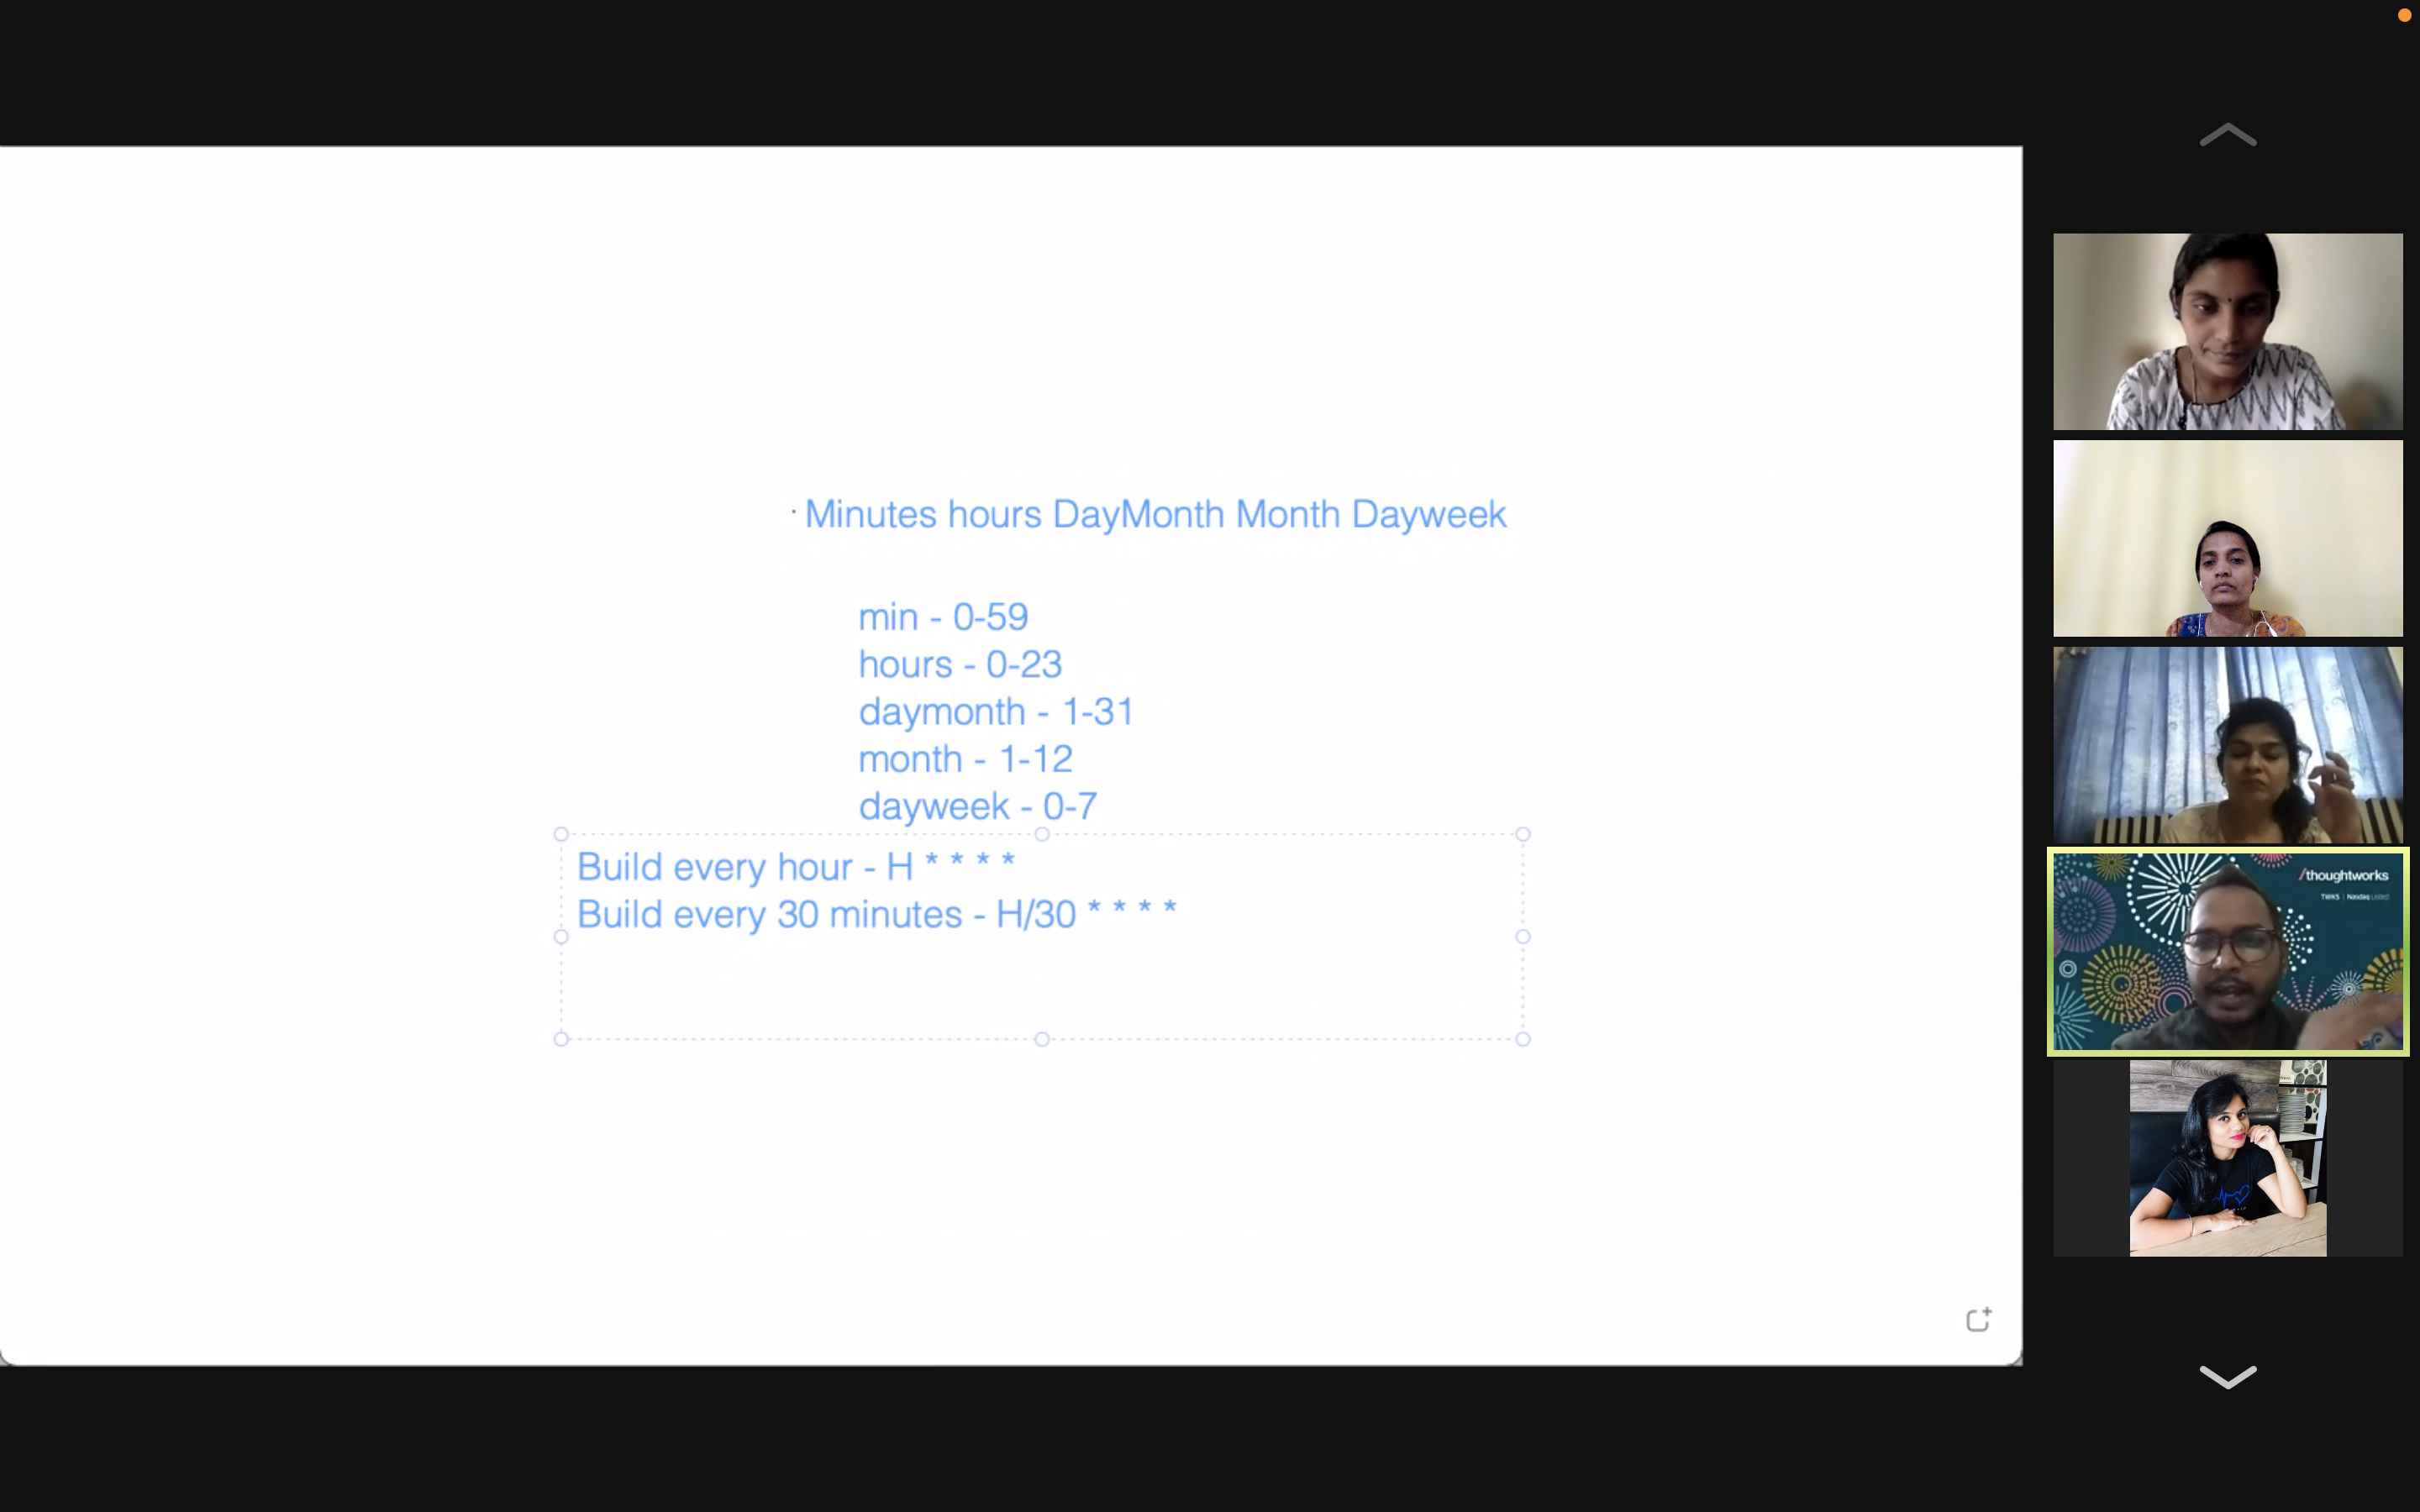 Minutes hours DayMonth Month Dayweek
min - 0-59
hours - 0-23
daymonth - 1-31
month - 1-12
dayweek - 0-7
Build every hour - H * * * *
Build every 30 minutes - H/30 * * * *
/thoughtworks
TWKS | Nasdaq Listed